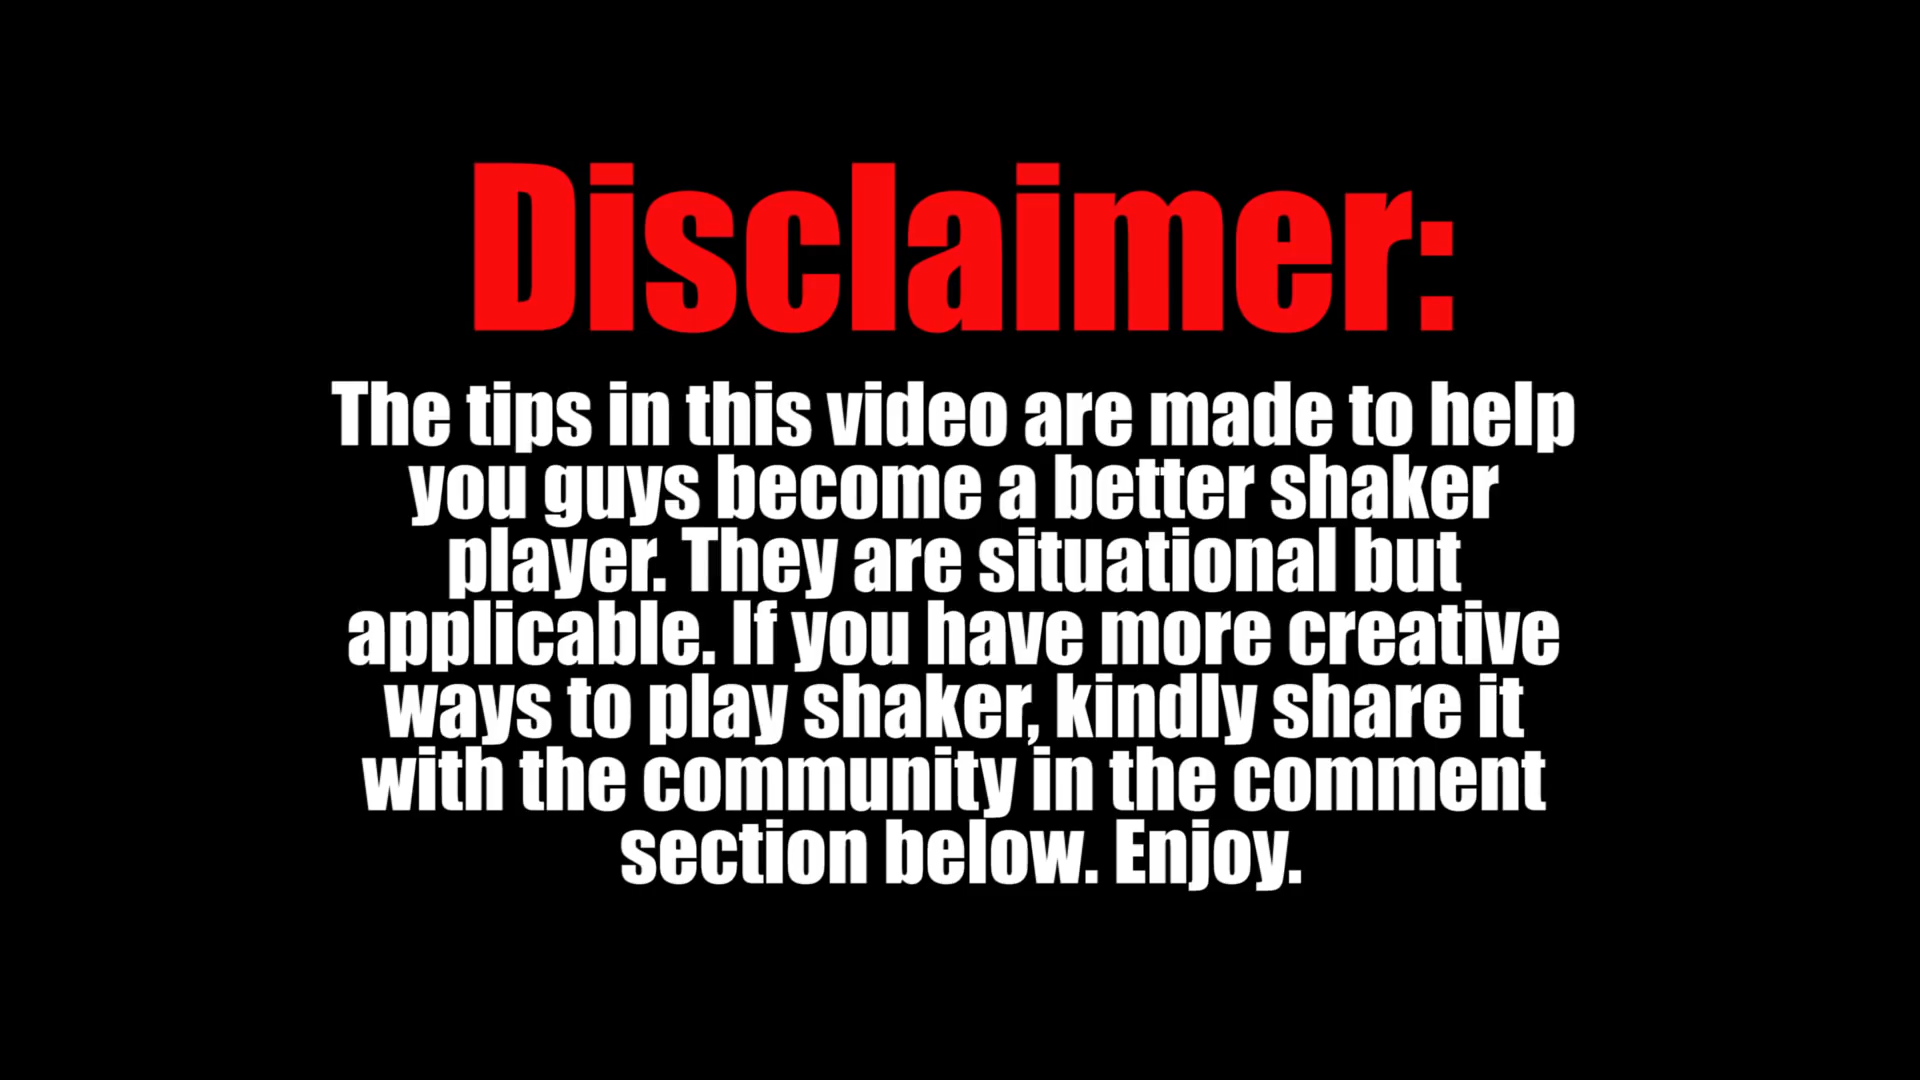 Disclaimer:
The tips in this video are made to help
you guys become a better shaker
player. They are situational but
applicable. If you have more creative
ways to play shaker, kindly share it
with the community in the comment
section below. Enjoy.